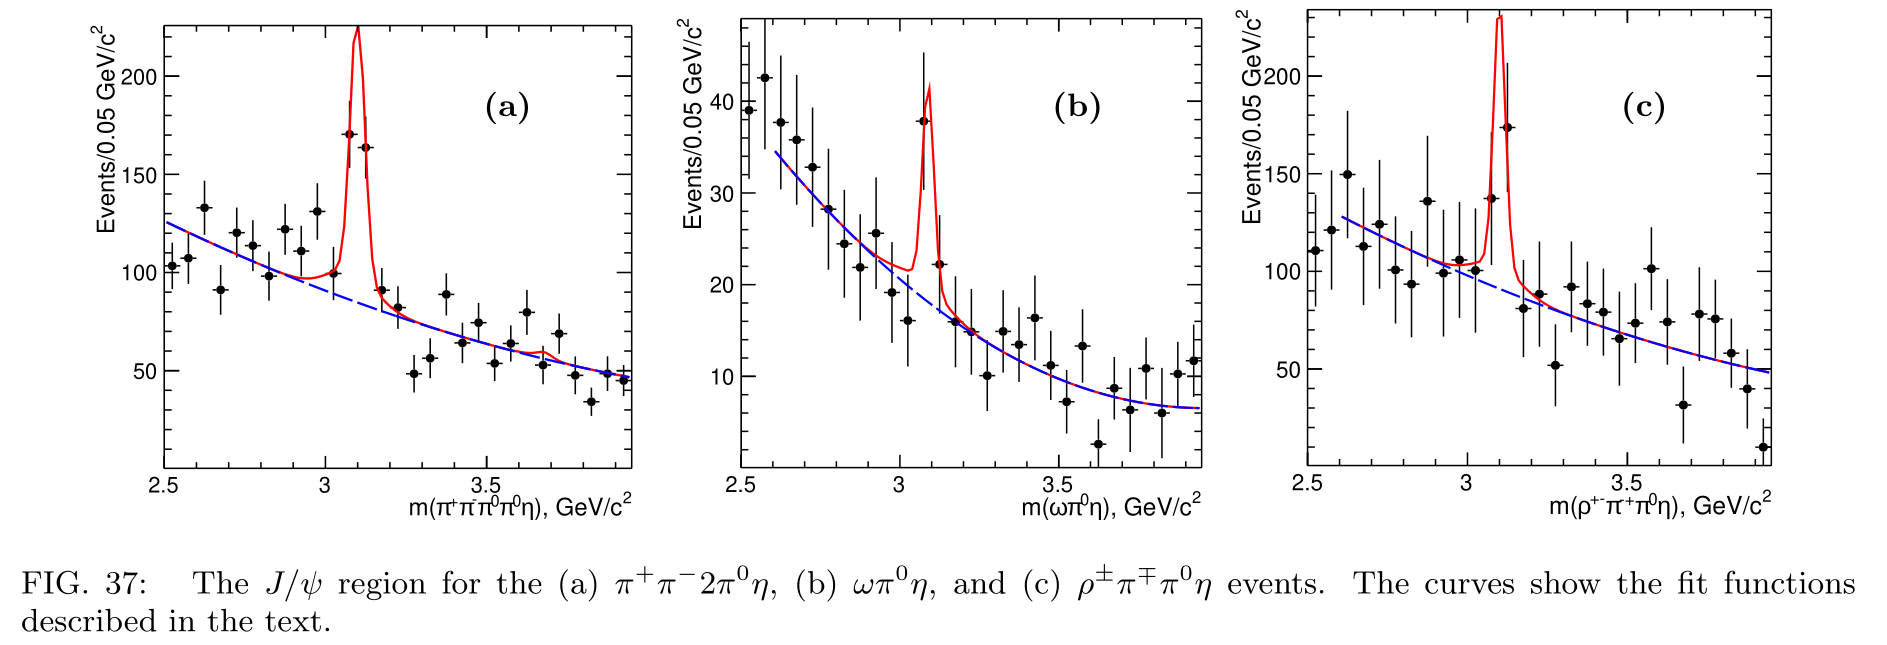 Events/0.05 GeV/c²
200
150
100
50
2.5 3 3.5
m(π⁺π⁻π⁰π⁰η), GeV/c²
(a)
Events/0.05 GeV/c²
40
30
20
10
2.5 3 3.5
m(ωπ⁰η), GeV/c²
(b)
Events/0.05 GeV/c²
200
150
100
50
2.5 3 3.5
m(ρ⁺⁻π⁻⁺π⁰η), GeV/c²
(c)
FIG. 37: The J/ψ region for the (a) π⁺π⁻2π⁰η, (b) ωπ⁰η, and (c) ρ±π∓π⁰η events. The curves show the fit functions
described in the text.